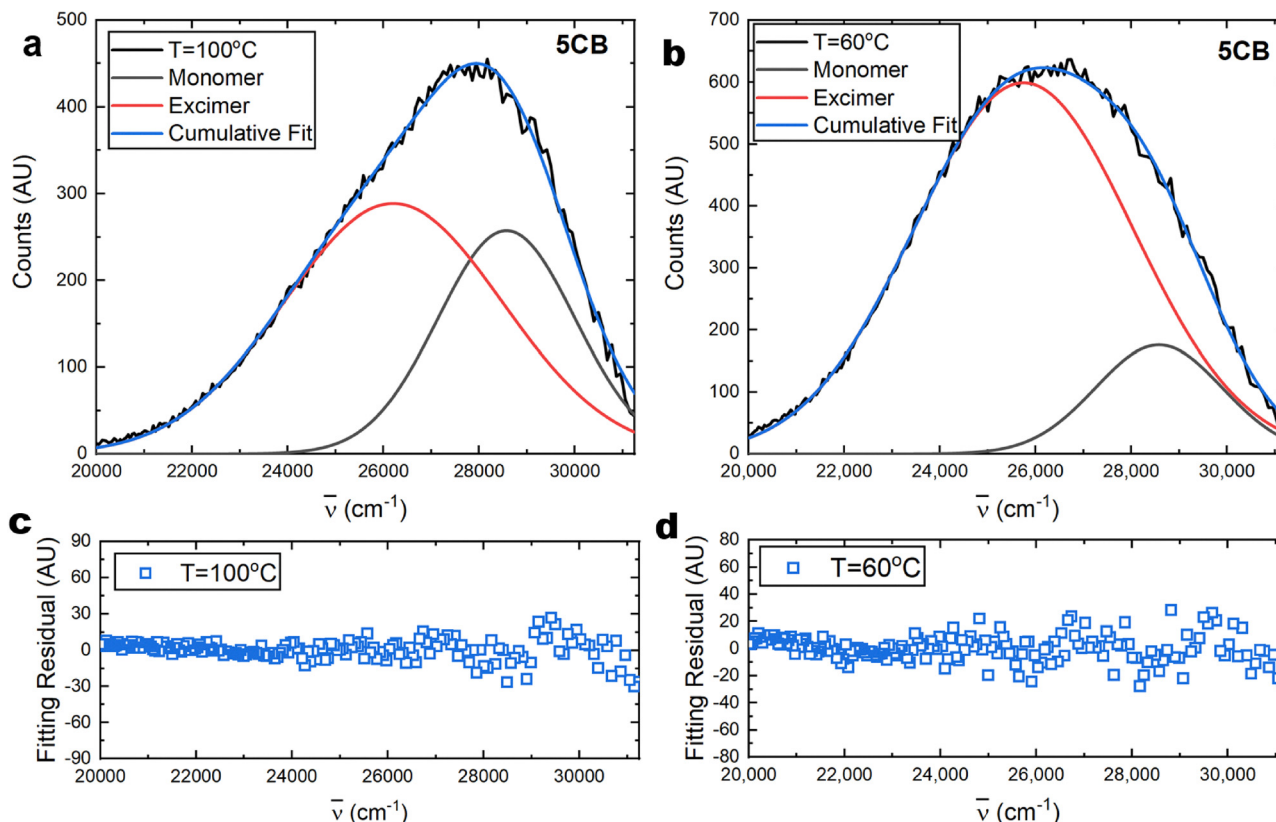 a
5CB
T=100°C
Monomer
Excimer
Cumulative Fit
Counts (AU)
500
400
300
200
100
0
20000 22000 24000 26000 28000 30000
ν̅ (cm⁻¹)
b
5CB
T=60°C
Monomer
Excimer
Cumulative Fit
Counts (AU)
700
600
500
400
300
200
100
0
20,000 22,000 24,000 26,000 28,000 30,000
ν̅ (cm⁻¹)
c
T=100°C
Fitting Residual (AU)
90
60
30
0
-30
-60
-90
20000 22000 24000 26000 28000 30000
ν̅ (cm⁻¹)
d
T=60°C
Fitting Residual (AU)
80
60
40
20
0
-20
-40
-60
-80
20,000 22,000 24,000 26,000 28,000 30,000
ν̅ (cm⁻¹)